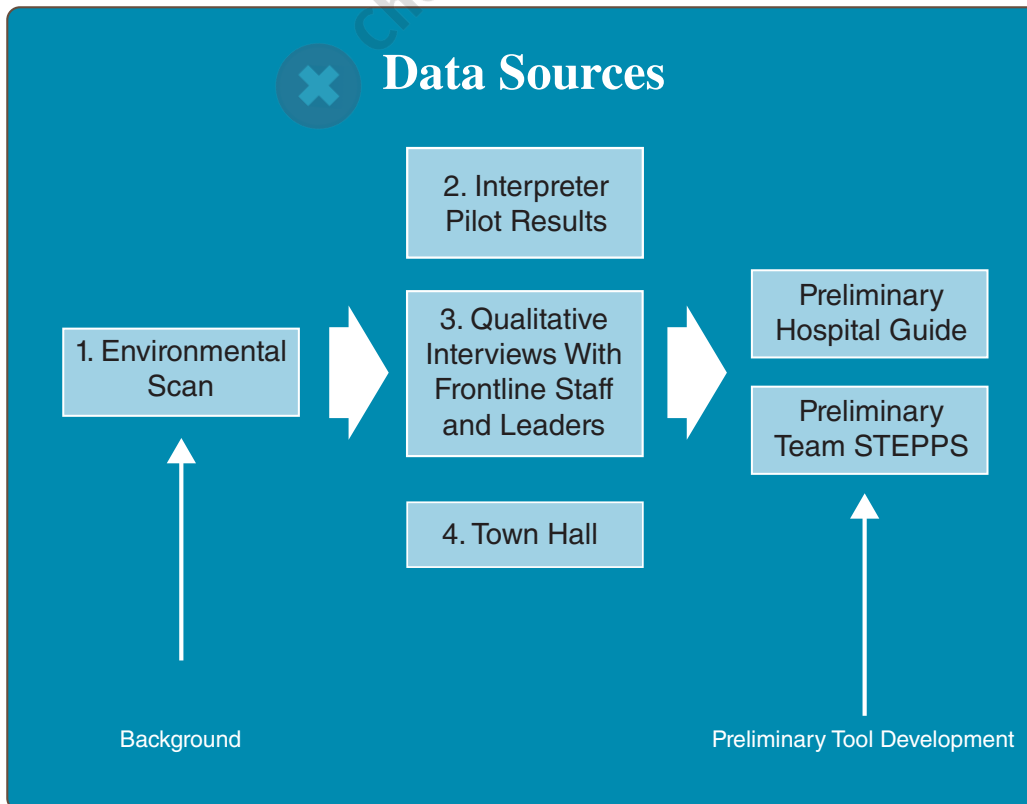 Data Sources
2. Interpreter
Pilot Results
1. Environmental
Scan
3. Qualitative
Interviews With
Frontline Staff
and Leaders
4. Town Hall
Preliminary
Hospital Guide
Preliminary
Team STEPPS
Background
Preliminary Tool Development